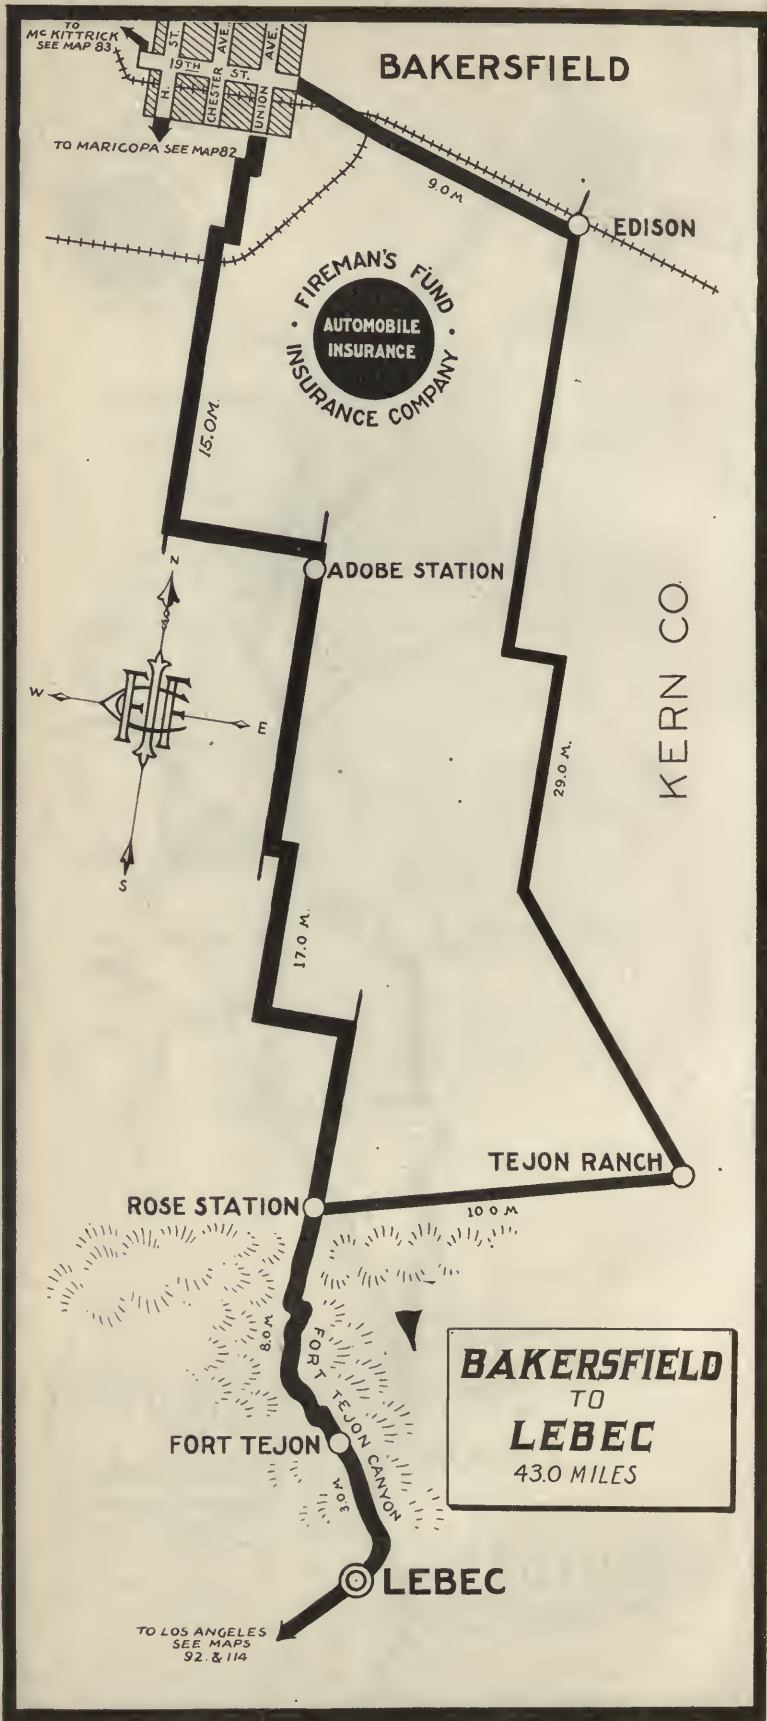 TO
McKITTRICK
SEE MAP 83
ST.
AVE.
AVE.
19TH ST.
H.
CHESTER
UNION
BAKERSFIELD
TO MARICOPA SEE MAP 82
9.0 M
EDISON
FIREMAN'S FUND
AUTOMOBILE
INSURANCE
INSURANCE COMPANY
15.0 M.
N
ADOBE STATION
KERN CO.
W
E
S
29.0 M.
17.0 M.
TEJON RANCH
ROSE STATION
10 0 M
8.0 M
FORT TEJON CANYON
FORT TEJON
3.0 M
BAKERSFIELD
TO
LEBEC
43.0 MILES
LEBEC
TO LOS ANGELES
SEE MAPS
92. & 114